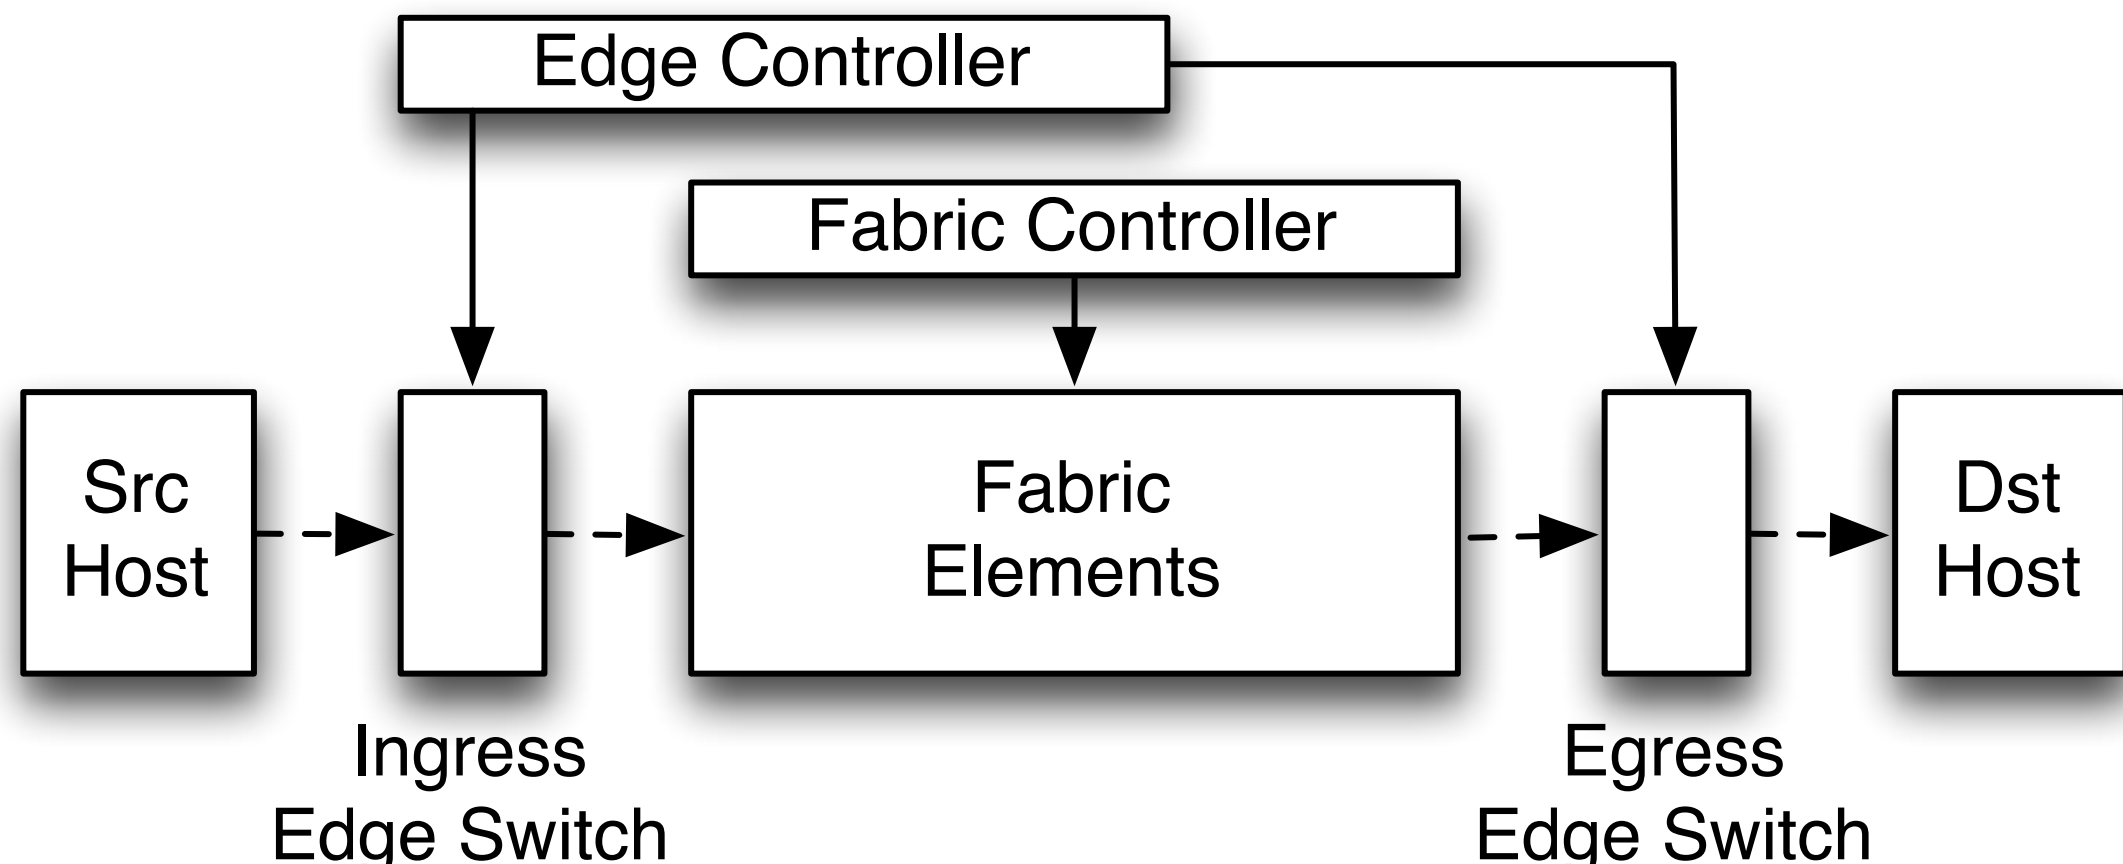 Edge Controller
Fabric Controller
Src
Host
Fabric
Elements
Dst
Host
Ingress
Edge Switch
Egress
Edge Switch